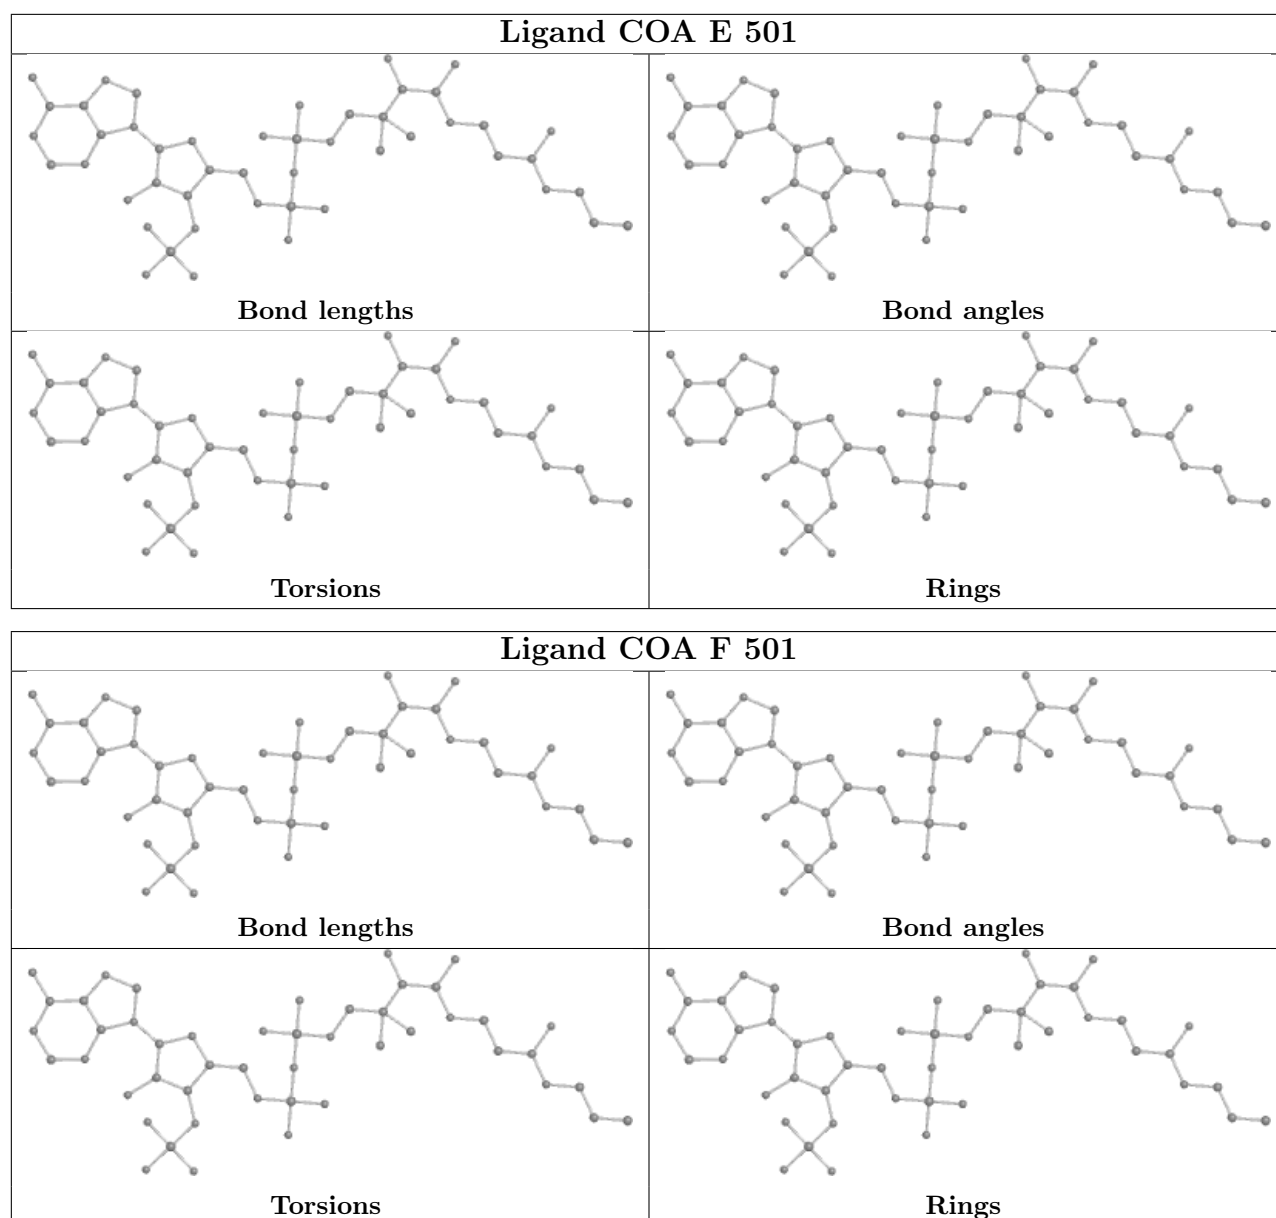 Ligand COA E 501
Bond lengths
Bond angles
Torsions
Rings
Ligand COA F 501
Bond lengths
Bond angles
Torsions
Rings